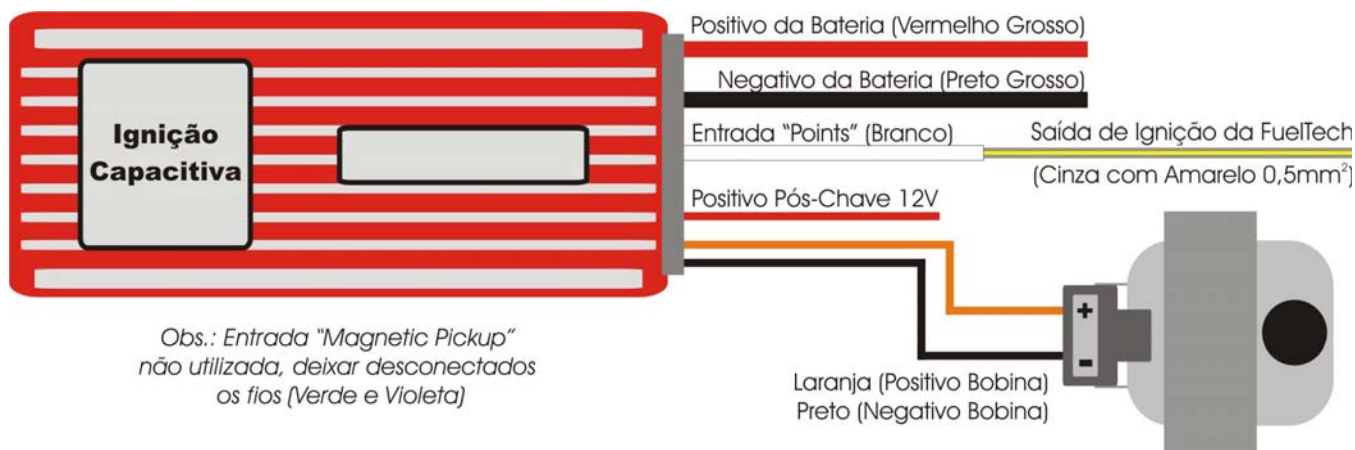 Positivo da Bateria (Vermelho Grosso)
Negativo da Bateria (Preto Grosso)
Ignição
Capacitiva
Entrada “Points” (Branco)
Saída de Ignição da FuelTech
(Cinza com Amarelo 0,5mm²)
Positivo Pós-Chave 12V
+
-
Obs.: Entrada “Magnetic Pickup”
não utilizada, deixar desconectados
os fios (Verde e Violeta)
Laranja (Positivo Bobina)
Preto (Negativo Bobina)